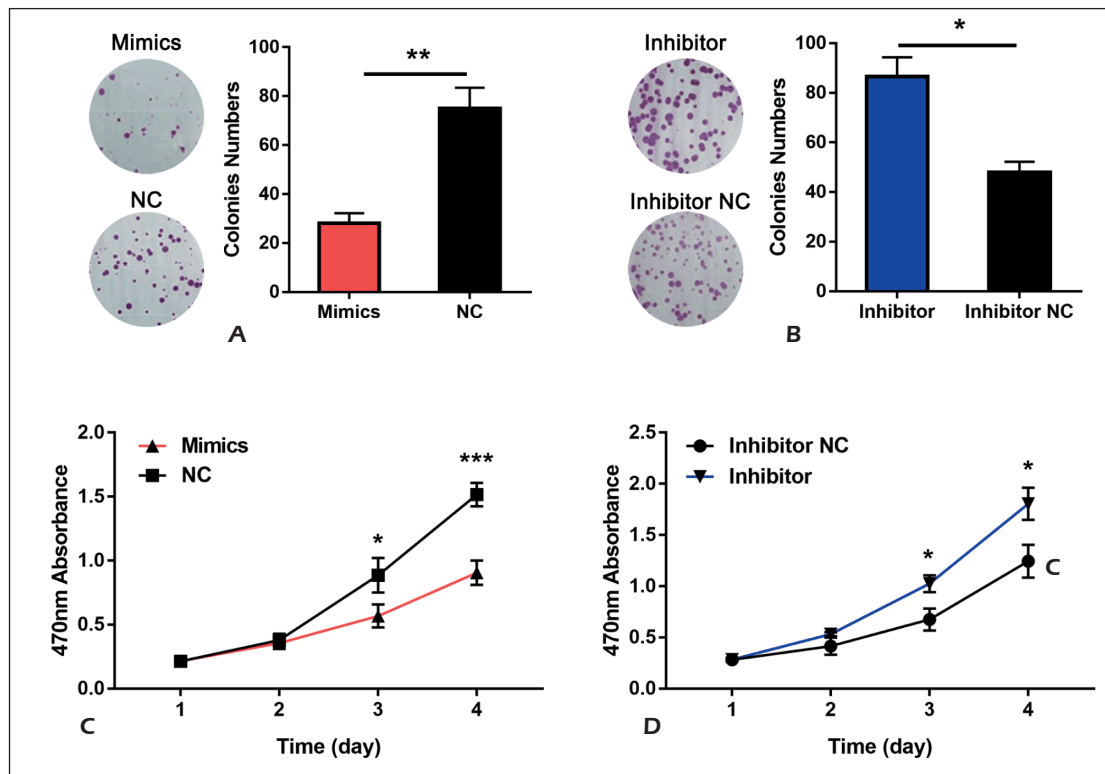 Mimics
NC
Colonies Numbers
100
80
60
40
20
0
**
Mimics NC
A
Inhibitor
Inhibitor NC
Colonies Numbers
100
80
60
40
20
0
*
Inhibitor Inhibitor NC
B
470nm Absorbance
2.0
1.5
1.0
0.5
0.0
Mimics
NC
*
***
1 2 3 4
Time (day)
C
470nm Absorbance
2.5
2.0
1.5
1.0
0.5
0.0
Inhibitor NC
Inhibitor
*
*
C
1 2 3 4
Time (day)
D